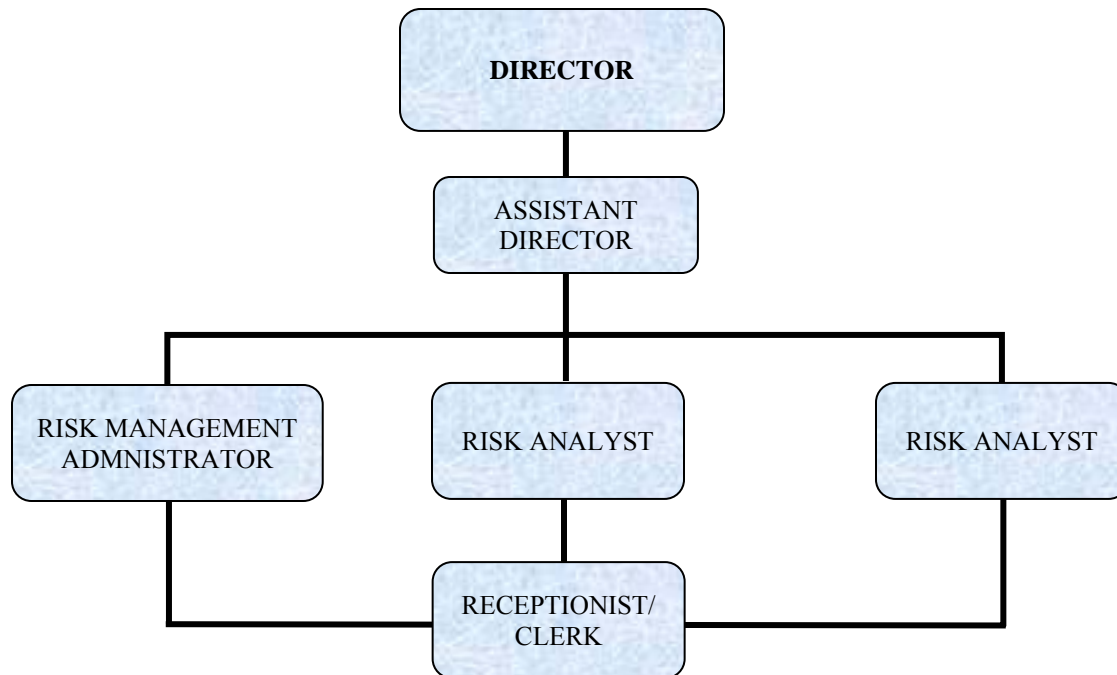 DIRECTOR
ASSISTANT
DIRECTOR
RISK MANAGEMENT
ADMNISTRATOR
RISK ANALYST
RISK ANALYST
RECEPTIONIST/
CLERK